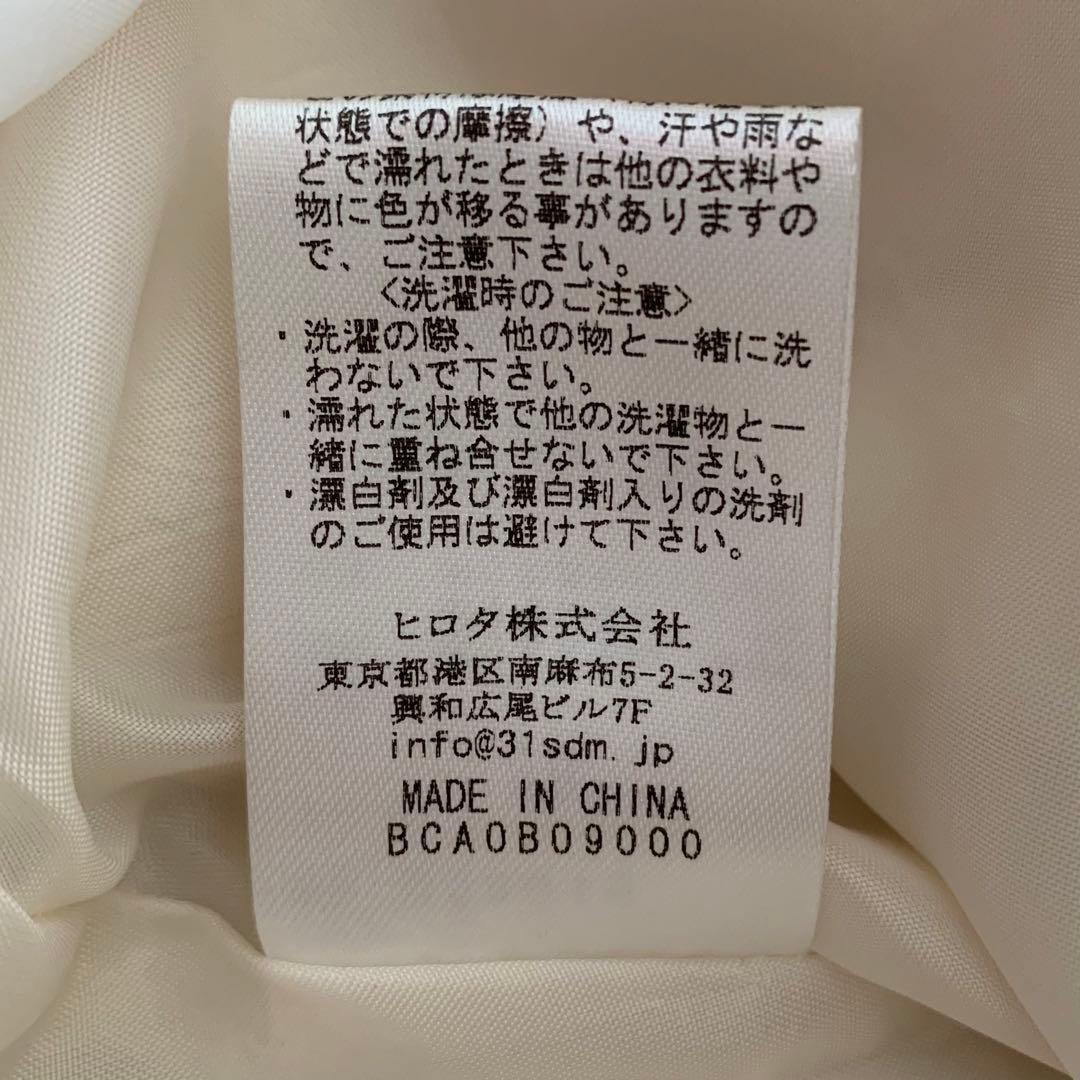 状態での摩擦）や、汗や雨な
どで濡れたときは他の衣料や
物に色が移る事がありますの
で、ご注意下さい。
〈洗濯時のご注意〉
・洗濯の際、他の物と一緒に洗
わないで下さい。
・濡れた状態で他の洗濯物と一
緒に重ね合せないで下さい。
・漂白剤及び漂白剤入りの洗剤
のご使用は避けて下さい。
ヒロタ株式会社
東京都港区南麻布5-2-32
興和広尾ビル7F
info@31sdm.jp
MADE IN CHINA
BCA0B09000